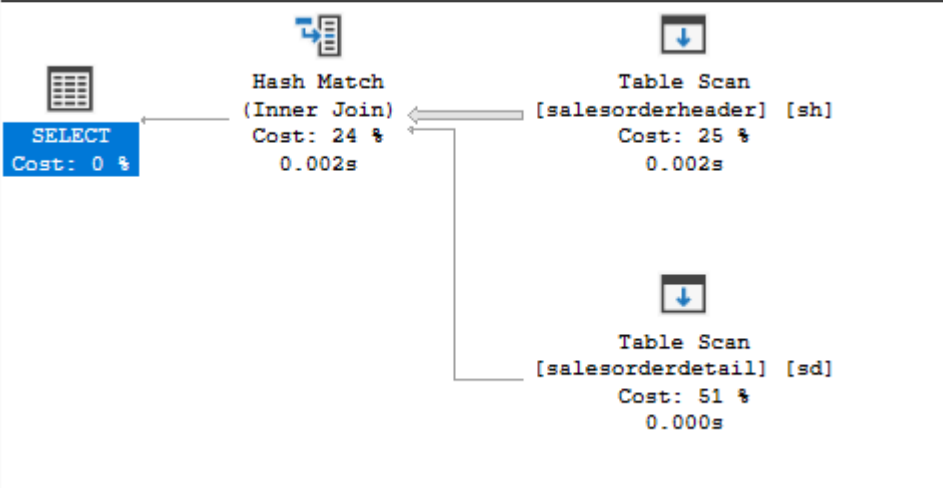 SELECT
Cost: 0 %
Hash Match
(Inner Join)
Cost: 24 %
0.002s
Table Scan
[salesorderheader] [sh]
Cost: 25 %
0.002s
Table Scan
[salesorderdetail] [sd]
Cost: 51 %
0.000s